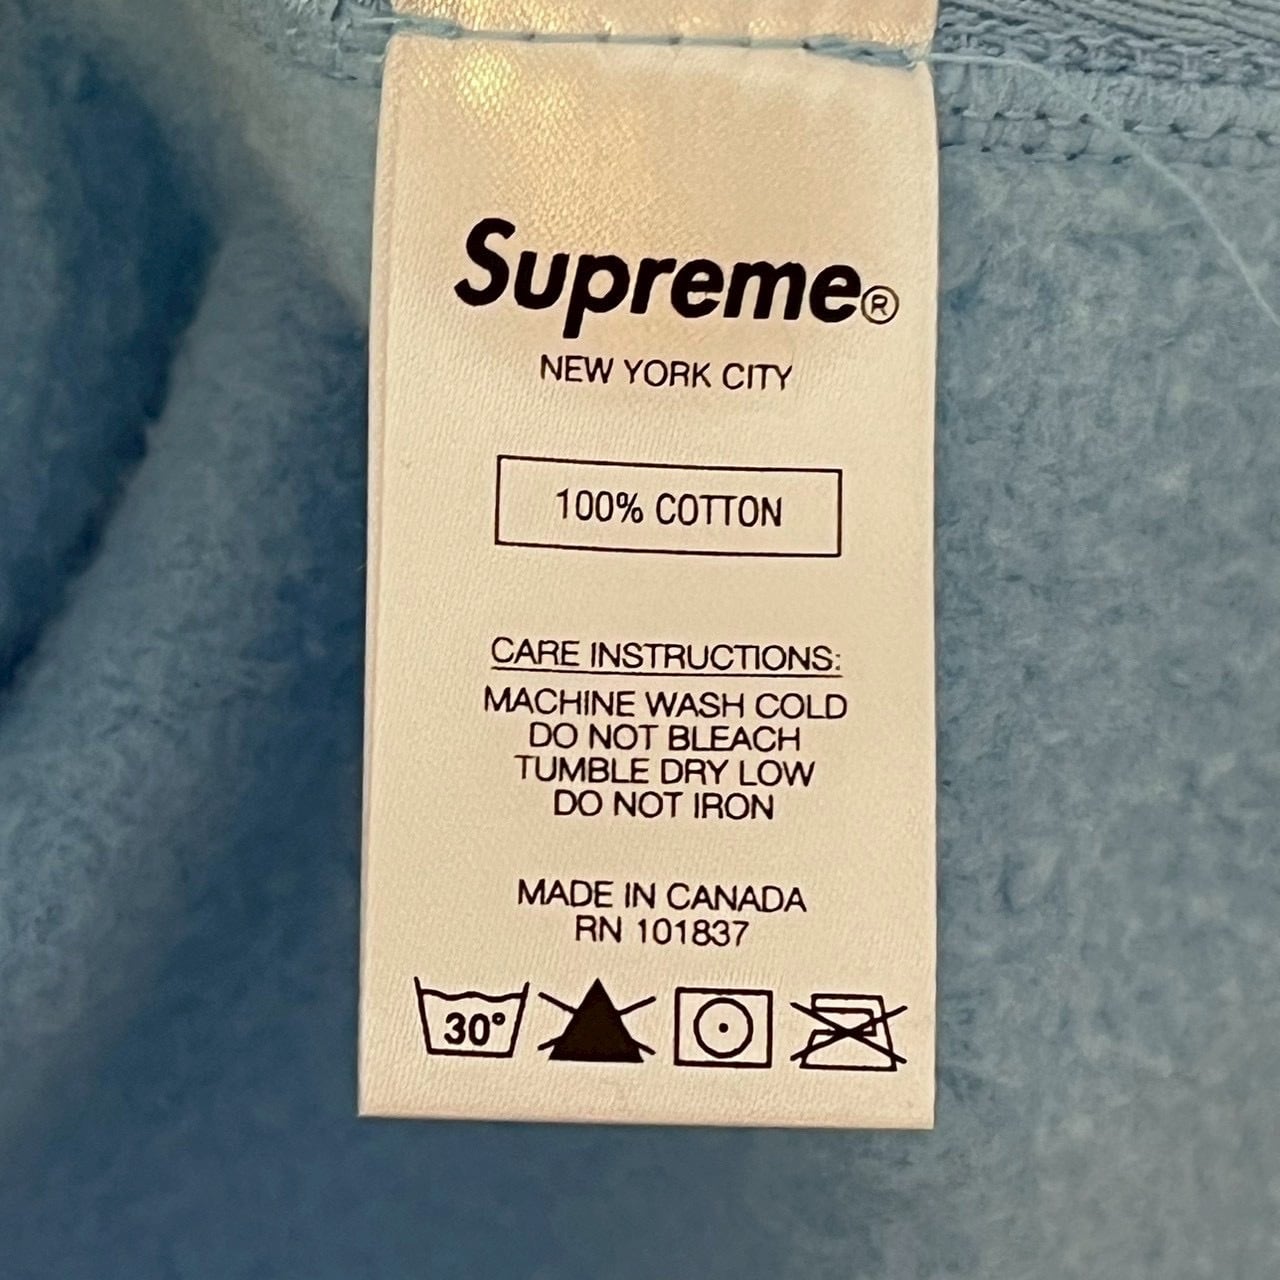 Supreme®
NEW YORK CITY
100% COTTON
CARE INSTRUCTIONS:
MACHINE WASH COLD
DO NOT BLEACH
TUMBLE DRY LOW
DO NOT IRON
MADE IN CANADA
RN 101837
30°